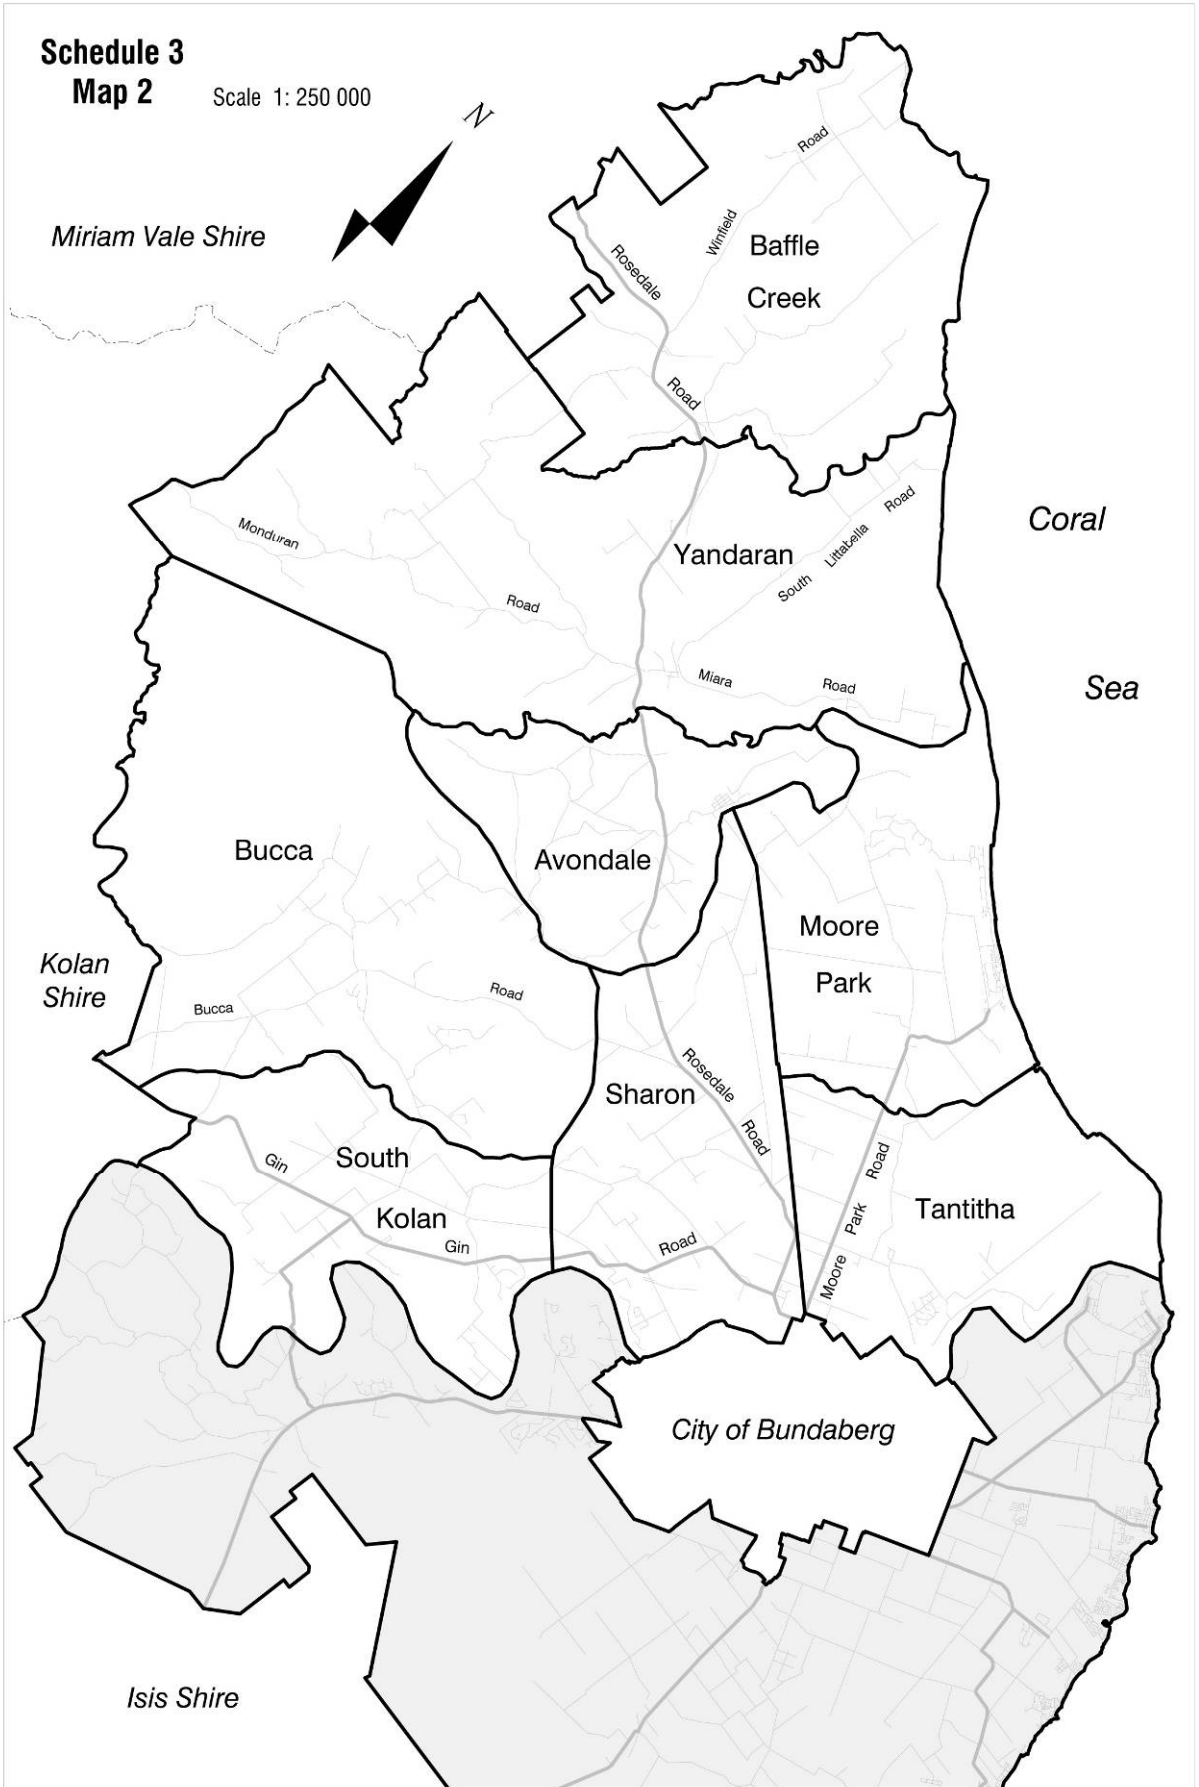 Schedule 3
Map 2
Scale 1: 250 000
N
Miriam Vale Shire
Road
Winfield
Rosedale
Baffle
Creek
Road
Coral
Sea
Monduran
Road
Yandaran
South
Littabella
Road
Miara
Road
Bucca
Avondale
Moore
Park
Kolan
Shire
Bucca
Road
Sharon
Rosedale
Road
South
Kolan
Gin
Gin
Road
Moore
Park
Road
Tantitha
City of Bundaberg
Isis Shire